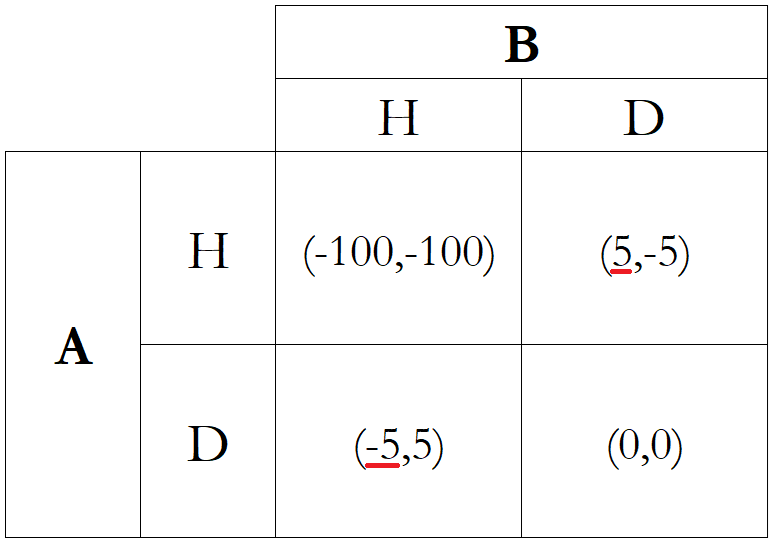 B
H D
H (-100,-100) (5,-5)
A
D (-5,5) (0,0)